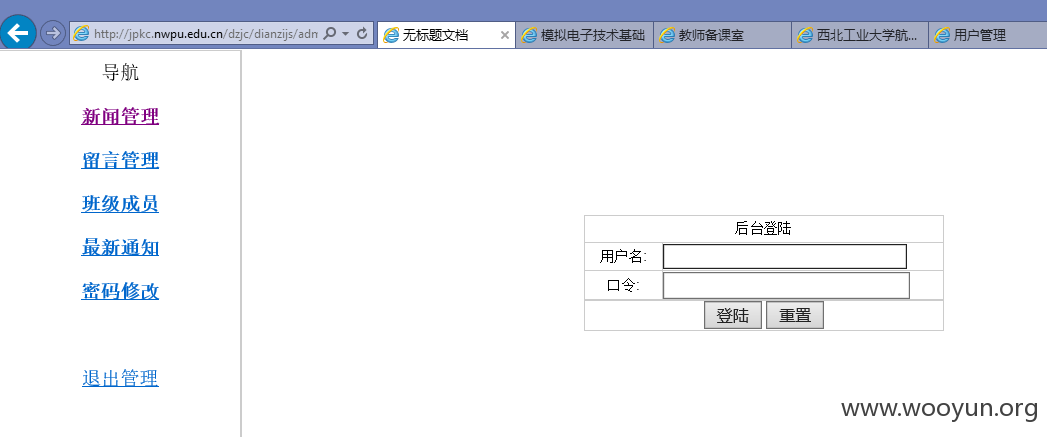 http://jpkc.nwpu.edu.cn/dzjc/dianzijs/adn
无标题文档
模拟电子技术基础
教师备课室
西北工业大学航...
用户管理
导航
新闻管理
留言管理
班级成员
最新通知
密码修改
退出管理
后台登陆
用户名:
口令:
登陆 重置
www.wooyun.org